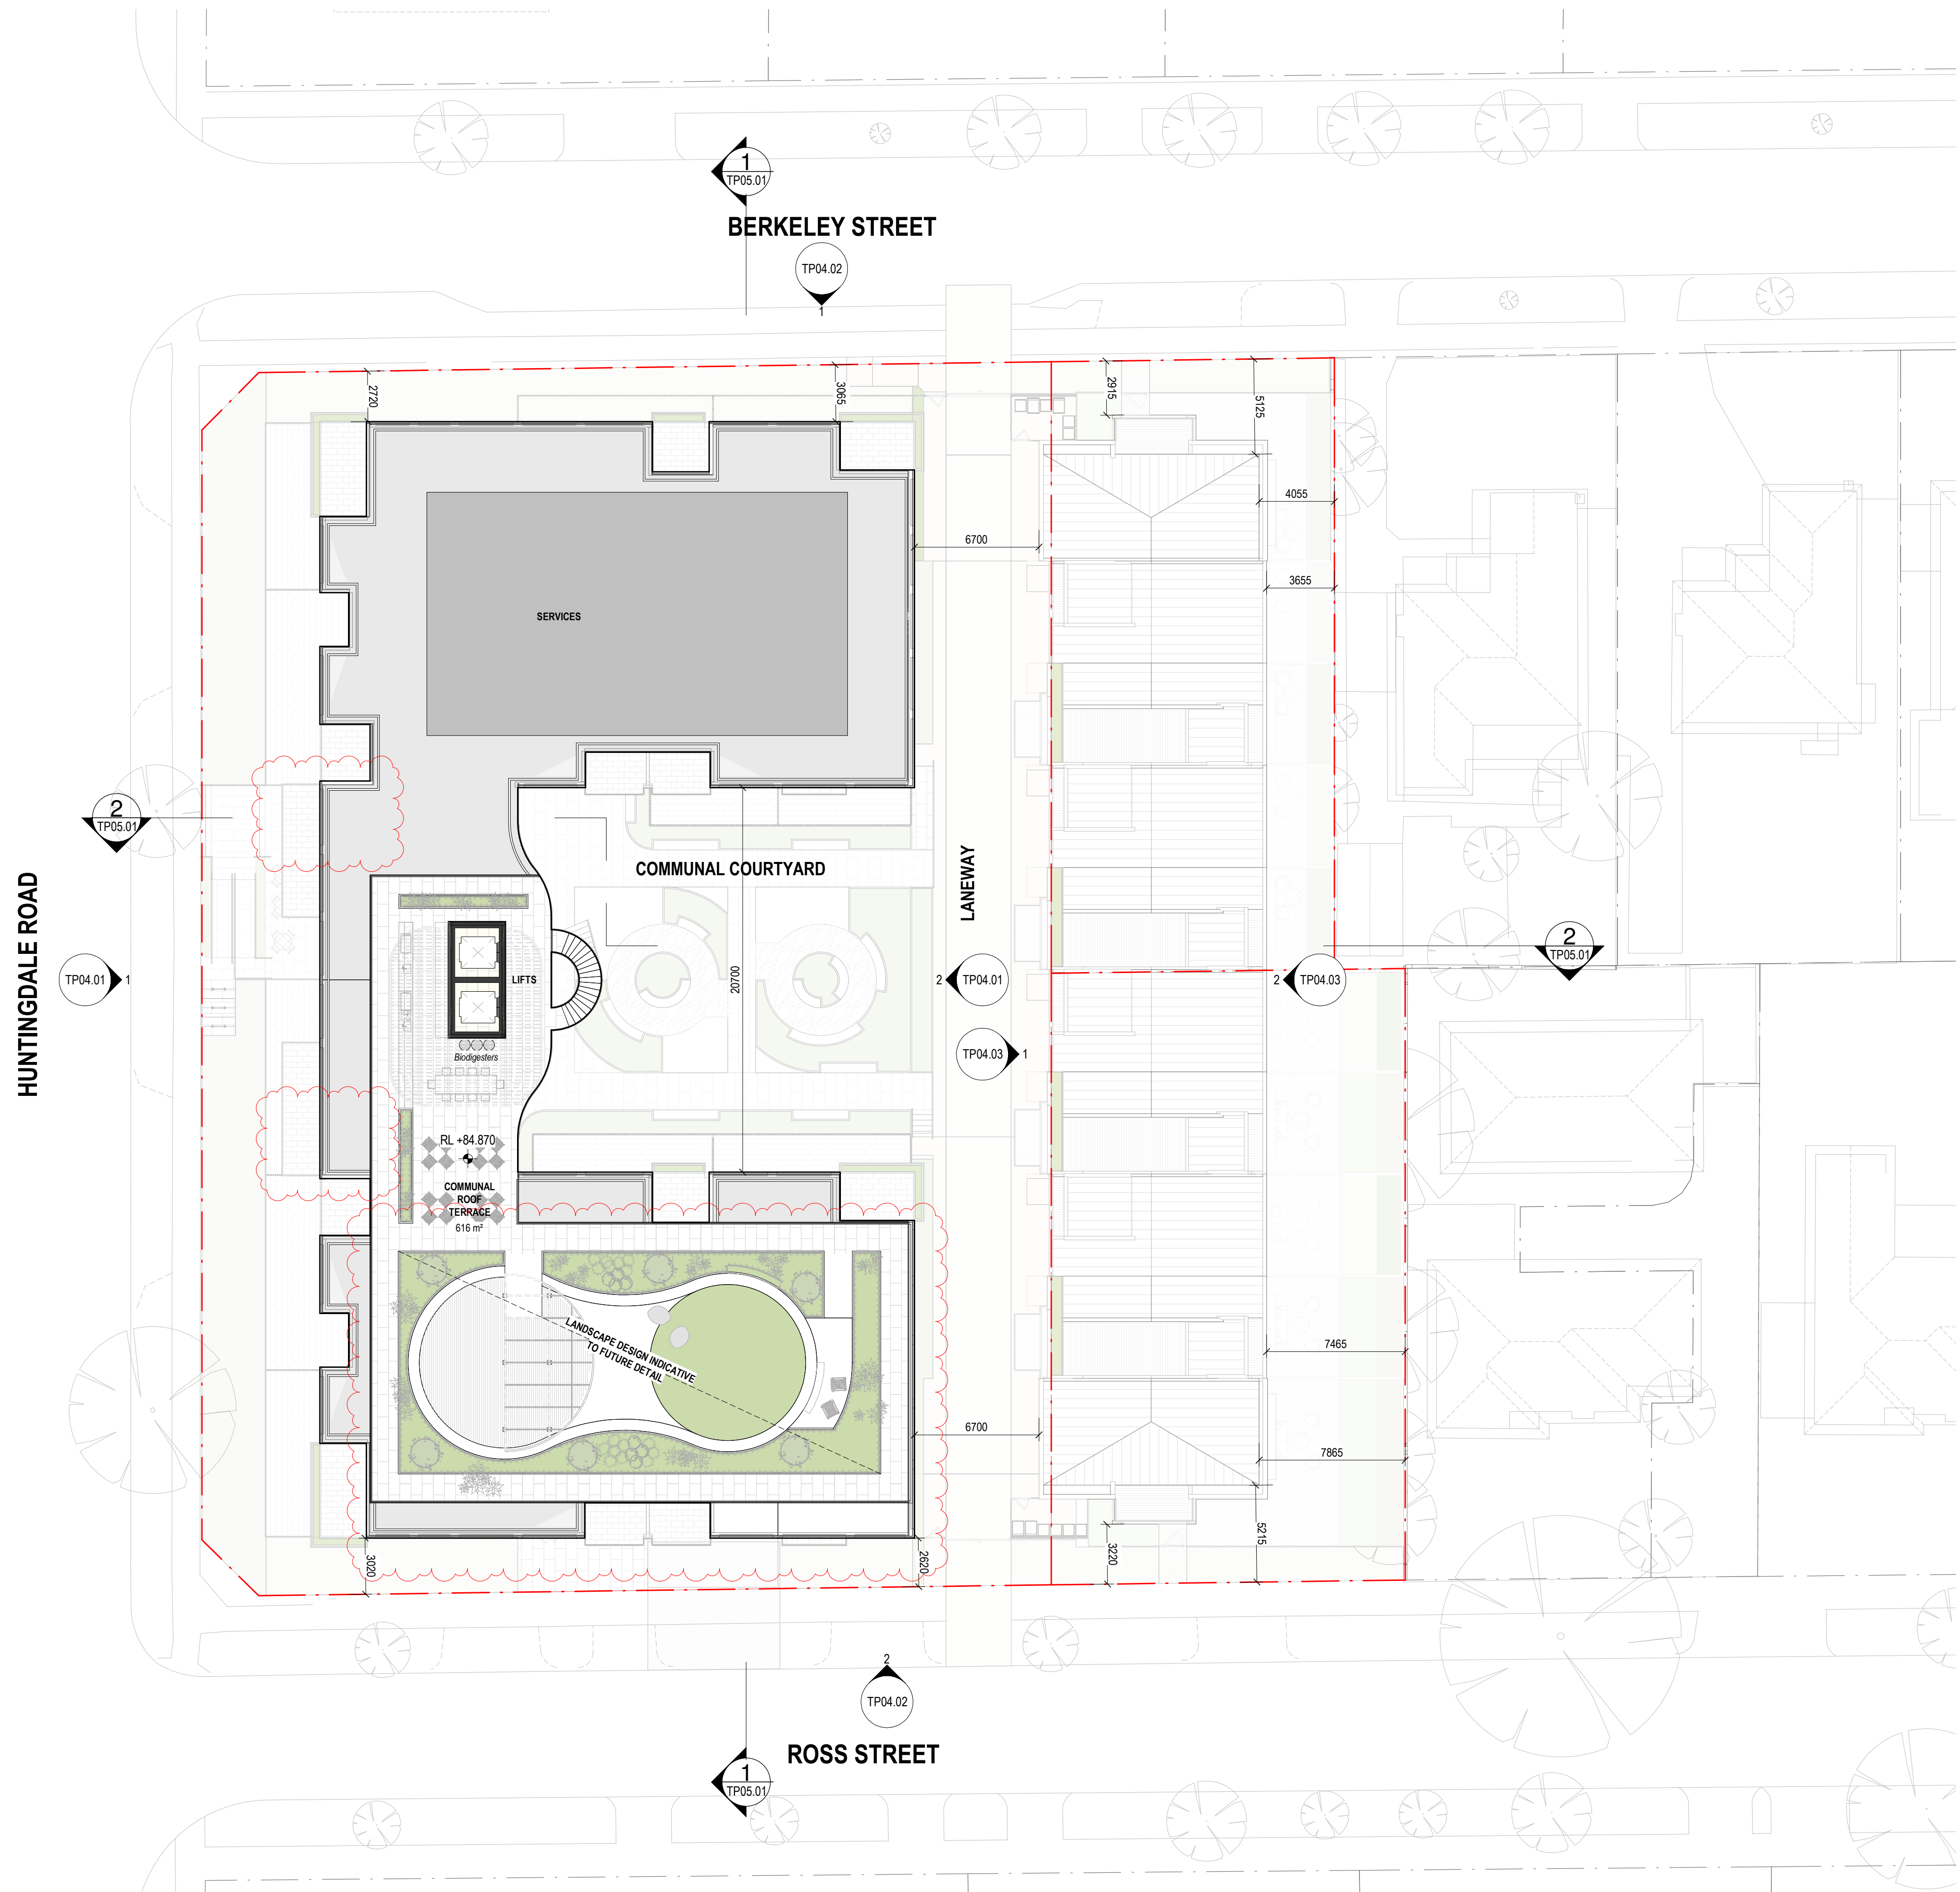 1
TP05.01
BERKELEY STREET
TP04.02
1
2720
3065
2915
5125
4055
6700
3655
SERVICES
2
TP05.01
COMMUNAL COURTYARD
LANEWAY
HUNTINGDALE ROAD
2
TP05.01
TP04.01
1
LIFTS
20700
2
TP04.01
2
TP04.03
Biodigesters
TP04.03
1
RL +84.870
COMMUNAL
ROOF
TERRACE
616 m²
LANDSCAPE DESIGN INDICATIVE
TO FUTURE DETAIL
7465
6700
7865
3020
2620
3220
5215
2
TP04.02
ROSS STREET
1
TP05.01